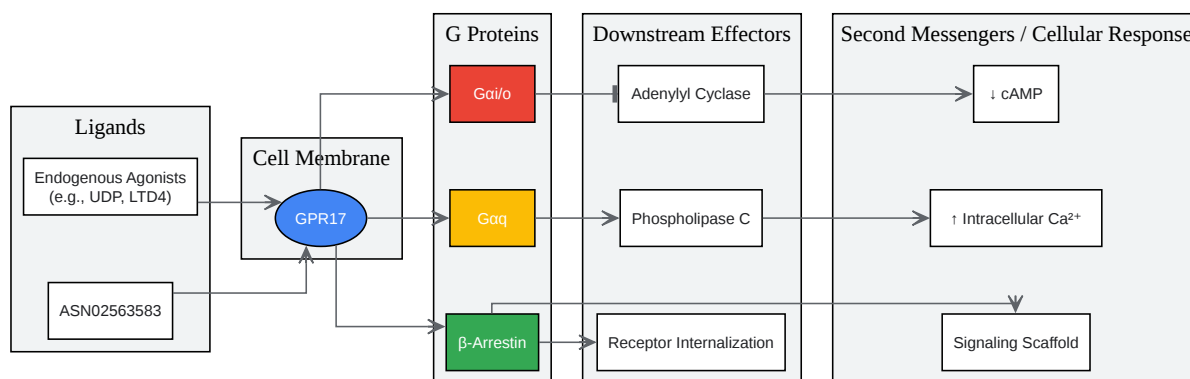 G Proteins
Downstream Effectors
Second Messengers / Cellular Response
Gαi/o
Adenylyl Cyclase
↓ cAMP
Ligands
Cell Membrane
Endogenous Agonists
(e.g., UDP, LTD4)
GPR17
Gαq
Phospholipase C
↑ Intracellular Ca²⁺
ASN02563583
β-Arrestin
Receptor Internalization
Signaling Scaffold